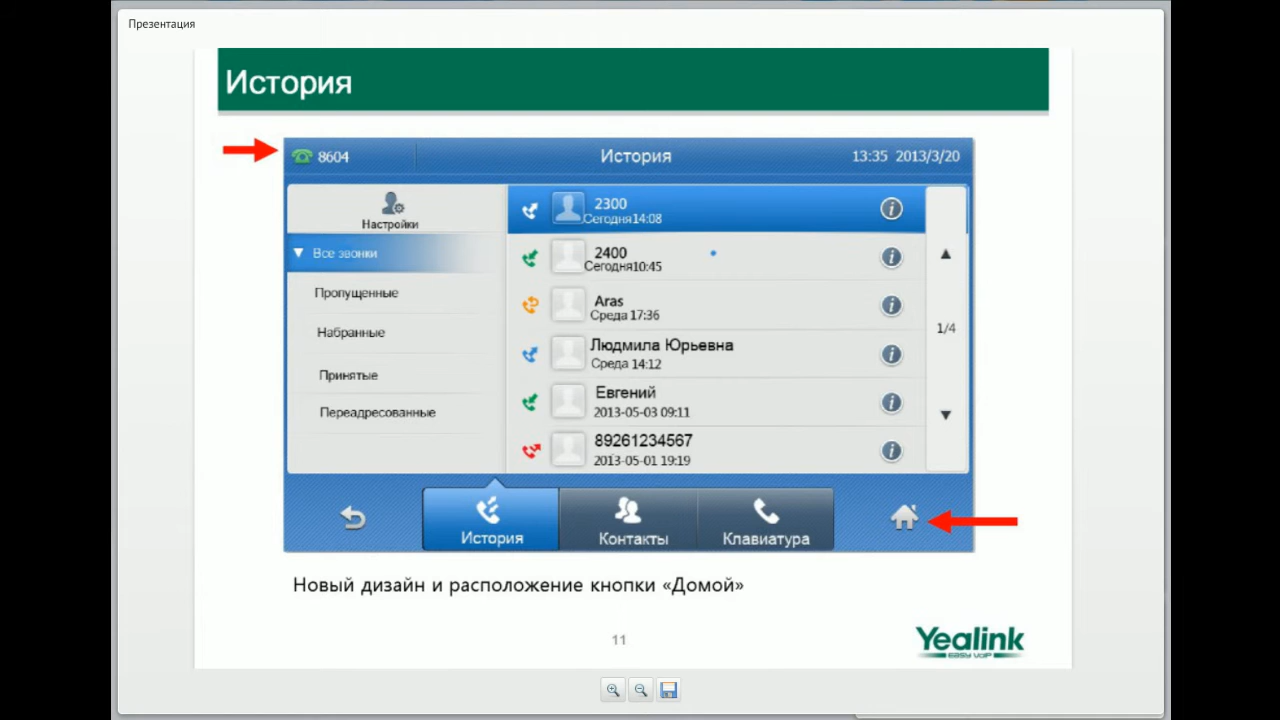 Презентация
История
8604
История
13:35 2013/3/20
Настройки
Все звонки
Пропущенные
Набранные
Принятые
Переадресованные
2300
Сегодня14:08
2400
Сегодня10:45
Aras
Среда 17:36
Людмила Юрьевна
Среда 14:12
Евгений
2013-05-03 09:11
89261234567
2013-05-01 19:19
1/4
История
Контакты
Клавиатура
Новый дизайн и расположение кнопки «Домой»
11
Yealink
EASY VoIP